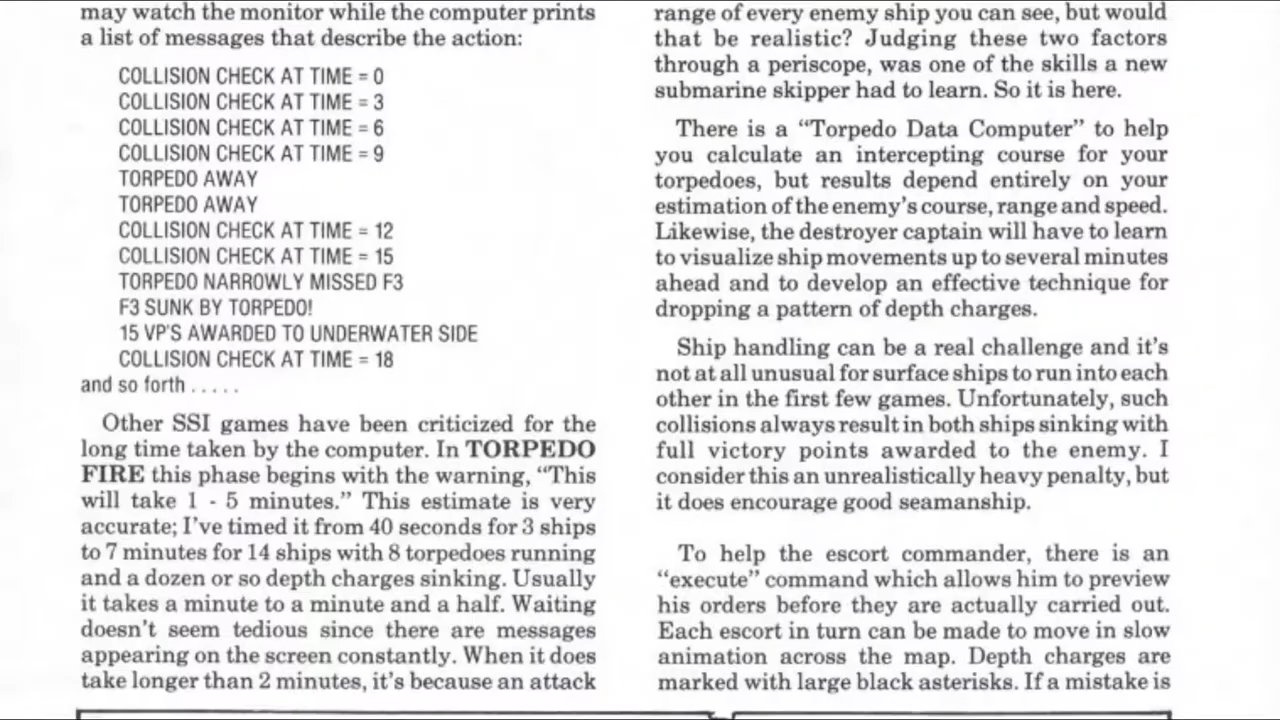 may watch the monitor while the computer prints
a list of messages that describe the action:
COLLISION CHECK AT TIME = 0
COLLISION CHECK AT TIME = 3
COLLISION CHECK AT TIME = 6
COLLISION CHECK AT TIME = 9
TORPEDO AWAY
TORPEDO AWAY
COLLISION CHECK AT TIME = 12
COLLISION CHECK AT TIME = 15
TORPEDO NARROWLY MISSED F3
F3 SUNK BY TORPEDO!
15 VP'S AWARDED TO UNDERWATER SIDE
COLLISION CHECK AT TIME = 18
and so forth . . . . .
Other SSI games have been criticized for the
long time taken by the computer. In TORPEDO
FIRE this phase begins with the warning, “This
will take 1 - 5 minutes.” This estimate is very
accurate; I've timed it from 40 seconds for 3 ships
to 7 minutes for 14 ships with 8 torpedoes running
and a dozen or so depth charges sinking. Usually
it takes a minute to a minute and a half. Waiting
doesn't seem tedious since there are messages
appearing on the screen constantly. When it does
take longer than 2 minutes, it's because an attack
range of every enemy ship you can see, but would
that be realistic? Judging these two factors
through a periscope, was one of the skills a new
submarine skipper had to learn. So it is here.
There is a “Torpedo Data Computer” to help
you calculate an intercepting course for your
torpedoes, but results depend entirely on your
estimation of the enemy's course, range and speed.
Likewise, the destroyer captain will have to learn
to visualize ship movements up to several minutes
ahead and to develop an effective technique for
dropping a pattern of depth charges.
Ship handling can be a real challenge and it's
not at all unusual for surface ships to run into each
other in the first few games. Unfortunately, such
collisions always result in both ships sinking with
full victory points awarded to the enemy. I
consider this an unrealistically heavy penalty, but
it does encourage good seamanship.
To help the escort commander, there is an
“execute” command which allows him to preview
his orders before they are actually carried out.
Each escort in turn can be made to move in slow
animation across the map. Depth charges are
marked with large black asterisks. If a mistake is